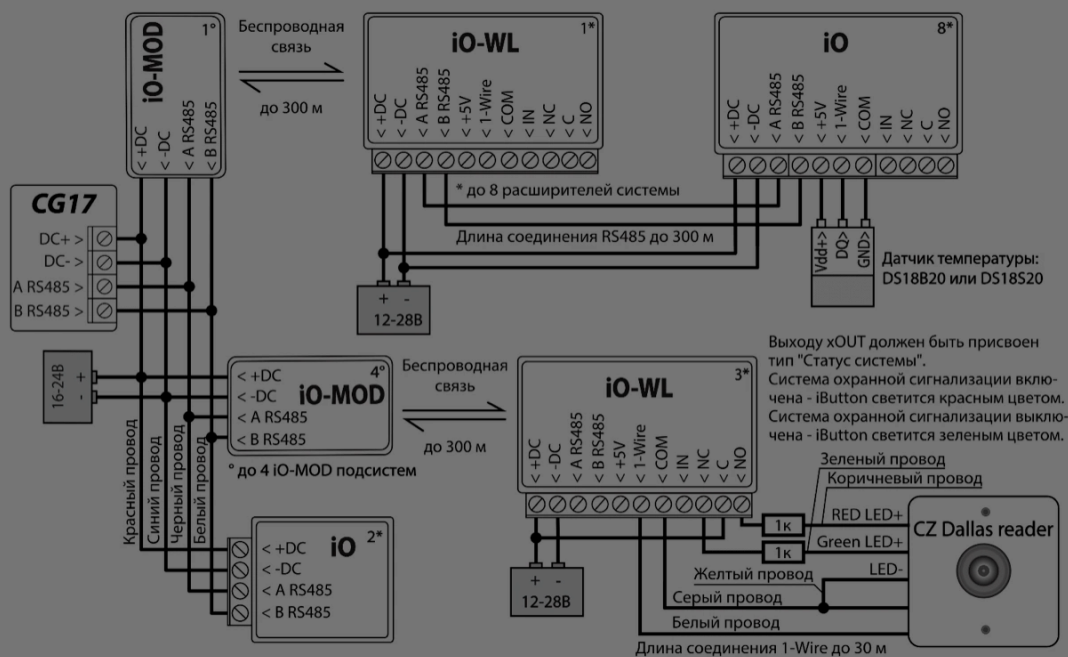 iO-MOD
1°
< +DC
< -DC
< A RS485
< B RS485
Беспроводная
связь
до 300 м
iO-WL
1*
< +DC
< -DC
< A RS485
< B RS485
< +5V
< 1-Wire
< COM
< IN
< NC
< C
< NO
iO
8*
< +DC
< -DC
< A RS485
< B RS485
< +5V
< 1-Wire
< COM
< IN
< NC
< C
< NO
* до 8 расширителей системы
Длина соединения RS485 до 300 м
CG17
DC+ >
DC- >
A RS485 >
B RS485 >
+ -
12-28В
Vdd+>
DQ>
GND>
Датчик температуры:
DS18B20 или DS18S20
16-24В
+
-
4°
iO-MOD
< +DC
< -DC
< A RS485
< B RS485
° до 4 iO-MOD подсистем
Беспроводная
связь
до 300 м
iO-WL
3*
< +DC
< -DC
< A RS485
< B RS485
< +5V
< 1-Wire
< COM
< IN
< NC
< C
< NO
Выходу xOUT должен быть присвоен
тип "Статус системы".
Система охранной сигнализации вклю-
чена - iButton светится красным цветом.
Система охранной сигнализации выклю-
чена - iButton светится зеленым цветом.
Зеленый провод
Коричневый провод
1к
RED LED+
1к
Green LED+
LED-
CZ Dallas reader
Желтый провод
Серый провод
Белый провод
Длина соединения 1-Wire до 30 м
+ -
12-28В
Красный провод
Синий провод
Черный провод
Белый провод
iO
2*
< +DC
< -DC
< A RS485
< B RS485